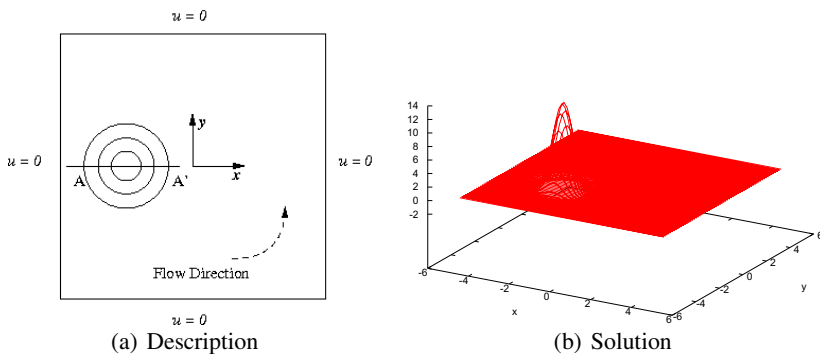 u = 0
u = 0
y
x
A
A'
u = 0
Flow Direction
u = 0
(a) Description
14
12
10
8
6
4
2
0
-2
-6
-4
-2
0
2
4
6
x
-6
-4
-2
0
2
4
6
y
(b) Solution